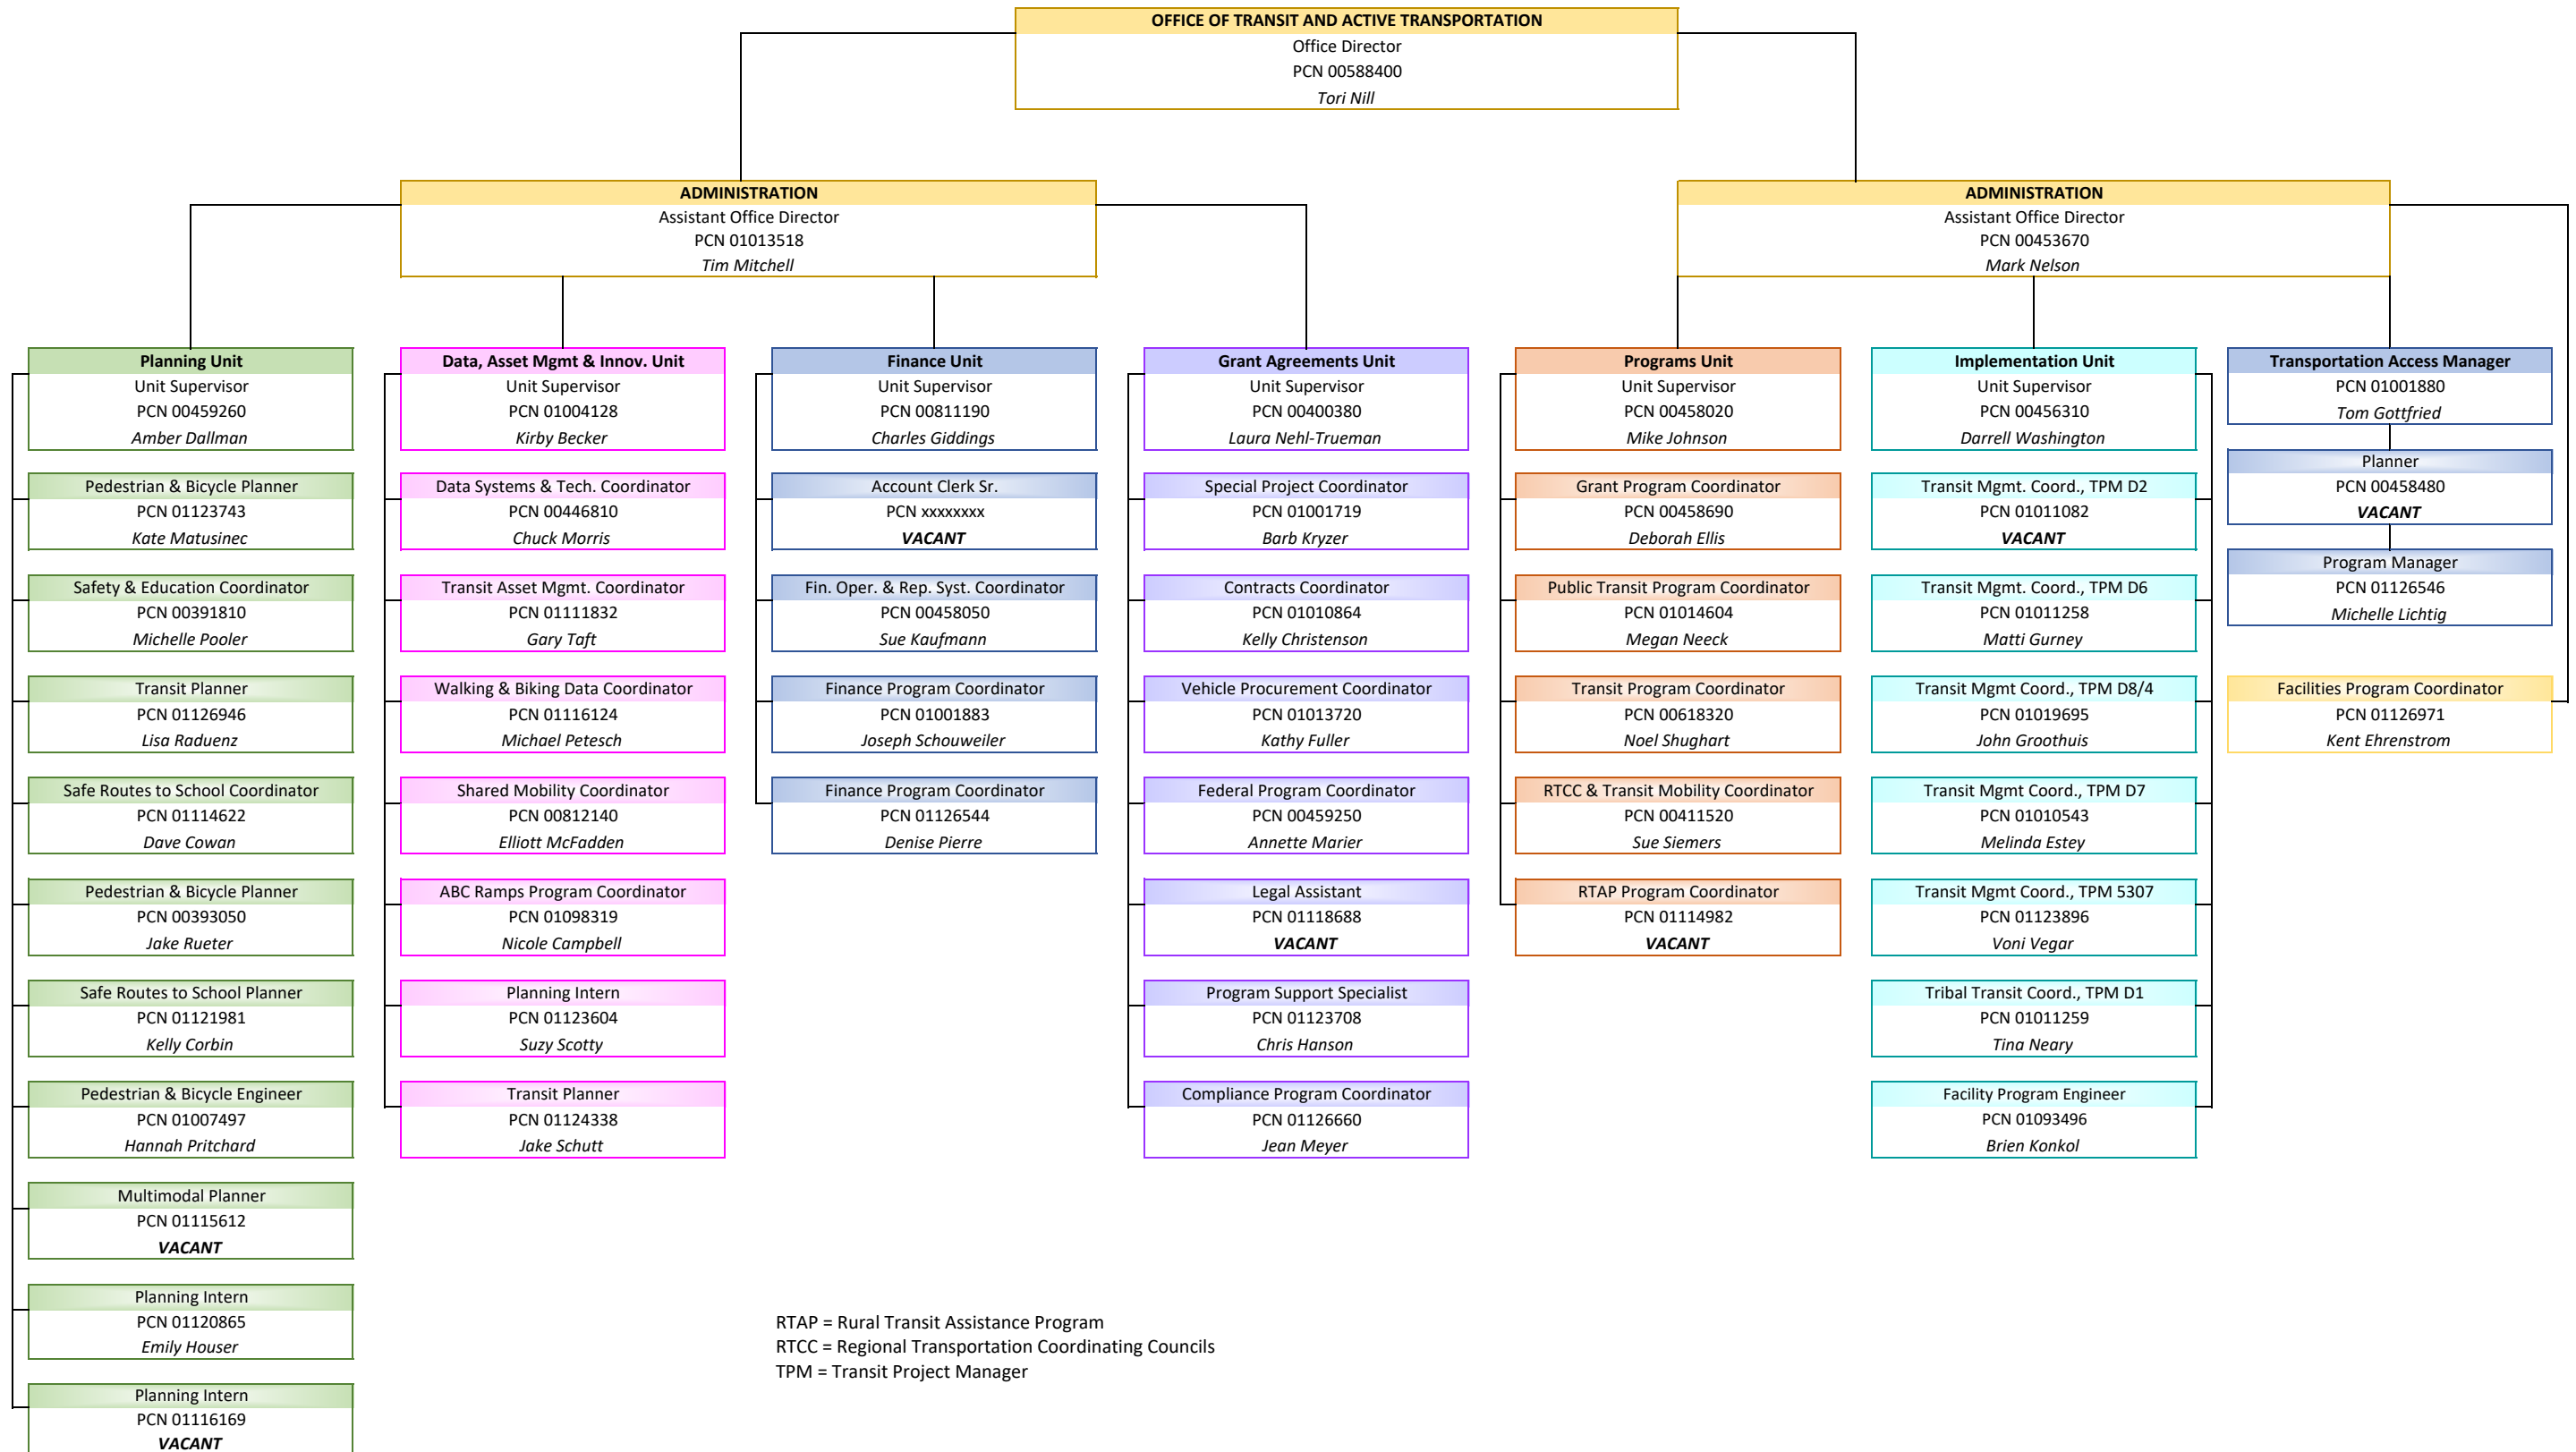 OFFICE OF TRANSIT AND ACTIVE TRANSPORTATION
Office Director
PCN 00588400
Tori Nill
ADMINISTRATION
Assistant Office Director
PCN 01013518
Tim Mitchell
ADMINISTRATION
Assistant Office Director
PCN 00453670
Mark Nelson
Planning Unit
Unit Supervisor
PCN 00459260
Amber Dallman
Pedestrian & Bicycle Planner
PCN 01123743
Kate Matusinec
Safety & Education Coordinator
PCN 00391810
Michelle Pooler
Transit Planner
PCN 01126946
Lisa Raduenz
Safe Routes to School Coordinator
PCN 01114622
Dave Cowan
Pedestrian & Bicycle Planner
PCN 00393050
Jake Rueter
Safe Routes to School Planner
PCN 01121981
Kelly Corbin
Pedestrian & Bicycle Engineer
PCN 01007497
Hannah Pritchard
Multimodal Planner
PCN 01115612
VACANT
Planning Intern
PCN 01120865
Emily Houser
Planning Intern
PCN 01116169
VACANT
Data, Asset Mgmt & Innov. Unit
Unit Supervisor
PCN 01004128
Kirby Becker
Data Systems & Tech. Coordinator
PCN 00446810
Chuck Morris
Transit Asset Mgmt. Coordinator
PCN 01111832
Gary Taft
Walking & Biking Data Coordinator
PCN 01116124
Michael Petesch
Shared Mobility Coordinator
PCN 00812140
Elliott McFadden
ABC Ramps Program Coordinator
PCN 01098319
Nicole Campbell
Planning Intern
PCN 01123604
Suzy Scotty
Transit Planner
PCN 01124338
Jake Schutt
Finance Unit
Unit Supervisor
PCN 00811190
Charles Giddings
Account Clerk Sr.
PCN xxxxxxxx
VACANT
Fin. Oper. & Rep. Syst. Coordinator
PCN 00458050
Sue Kaufmann
Finance Program Coordinator
PCN 01001883
Joseph Schouweiler
Finance Program Coordinator
PCN 01126544
Denise Pierre
Grant Agreements Unit
Unit Supervisor
PCN 00400380
Laura Nehl-Trueman
Special Project Coordinator
PCN 01001719
Barb Kryzer
Contracts Coordinator
PCN 01010864
Kelly Christenson
Vehicle Procurement Coordinator
PCN 01013720
Kathy Fuller
Federal Program Coordinator
PCN 00459250
Annette Marier
Legal Assistant
PCN 01118688
VACANT
Program Support Specialist
PCN 01123708
Chris Hanson
Compliance Program Coordinator
PCN 01126660
Jean Meyer
Programs Unit
Unit Supervisor
PCN 00458020
Mike Johnson
Grant Program Coordinator
PCN 00458690
Deborah Ellis
Public Transit Program Coordinator
PCN 01014604
Megan Neeck
Transit Program Coordinator
PCN 00618320
Noel Shughart
RTCC & Transit Mobility Coordinator
PCN 00411520
Sue Siemers
RTAP Program Coordinator
PCN 01114982
VACANT
Implementation Unit
Unit Supervisor
PCN 00456310
Darrell Washington
Transit Mgmt. Coord., TPM D2
PCN 01011082
VACANT
Transit Mgmt. Coord., TPM D6
PCN 01011258
Matti Gurney
Transit Mgmt Coord., TPM D8/4
PCN 01019695
John Groothuis
Transit Mgmt Coord., TPM D7
PCN 01010543
Melinda Estey
Transit Mgmt Coord., TPM 5307
PCN 01123896
Voni Vegar
Tribal Transit Coord., TPM D1
PCN 01011259
Tina Neary
Facility Program Engineer
PCN 01093496
Brien Konkol
Transportation Access Manager
PCN 01001880
Tom Gottfried
Planner
PCN 00458480
VACANT
Program Manager
PCN 01126546
Michelle Lichtig
Facilities Program Coordinator
PCN 01126971
Kent Ehrenstrom
RTAP = Rural Transit Assistance Program
RTCC = Regional Transportation Coordinating Councils
TPM = Transit Project Manager